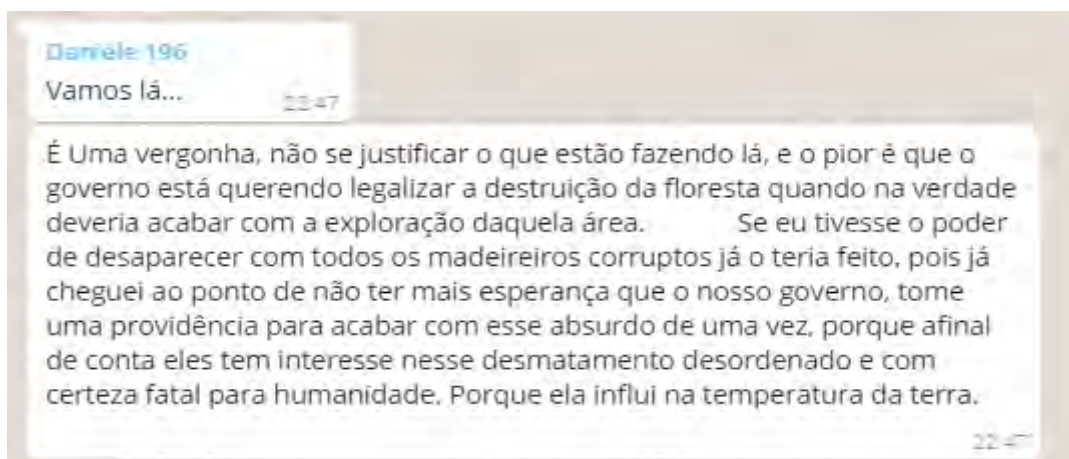 Daniele 196
Vamos lá...
22:47
É Uma vergonha, não se justificar o que estão fazendo lá, e o pior é que o
governo está querendo legalizar a destruição da floresta quando na verdade
deveria acabar com a exploração daquela área. Se eu tivesse o poder
de desaparecer com todos os madeireiros corruptos já o teria feito, pois já
cheguei ao ponto de não ter mais esperança que o nosso governo, tome
uma providência para acabar com esse absurdo de uma vez, porque afinal
de conta eles tem interesse nesse desmatamento desordenado e com
certeza fatal para humanidade. Porque ela influi na temperatura da terra.
22:47